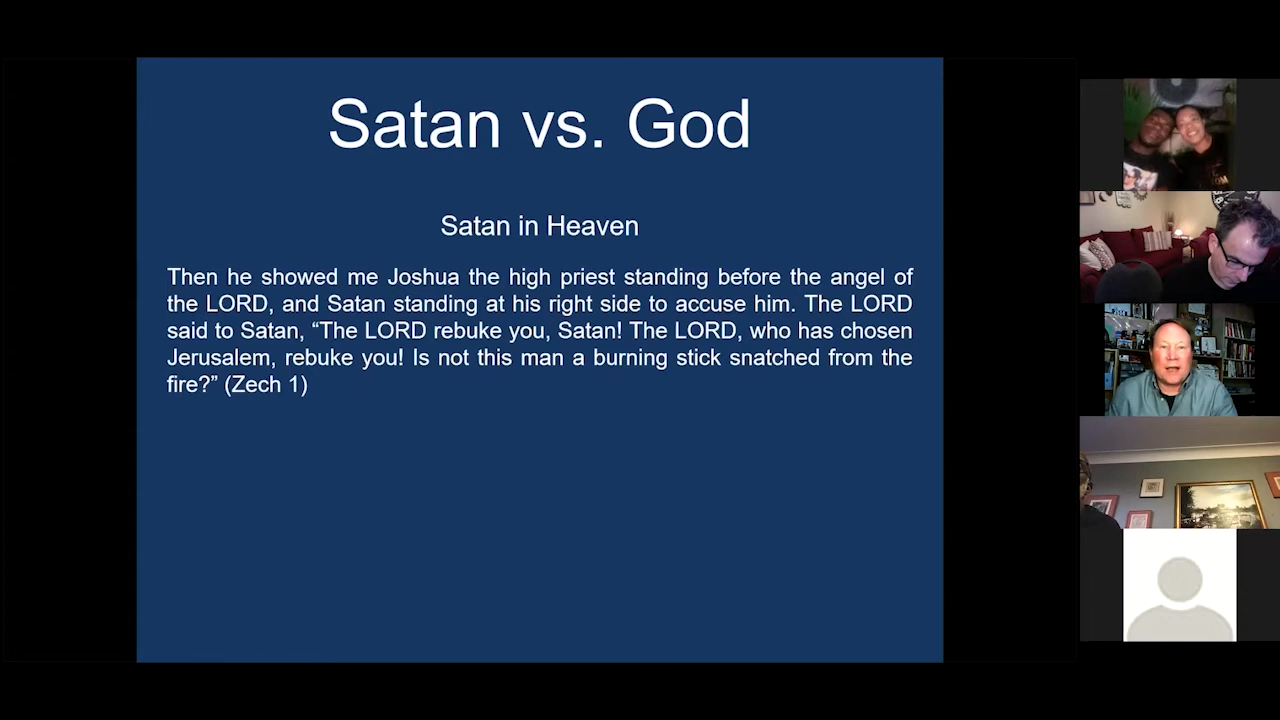 Satan vs. God
Satan in Heaven
Then he showed me Joshua the high priest standing before the angel of
the LORD, and Satan standing at his right side to accuse him. The LORD
said to Satan, “The LORD rebuke you, Satan! The LORD, who has chosen
Jerusalem, rebuke you! Is not this man a burning stick snatched from the
fire?” (Zech 1)